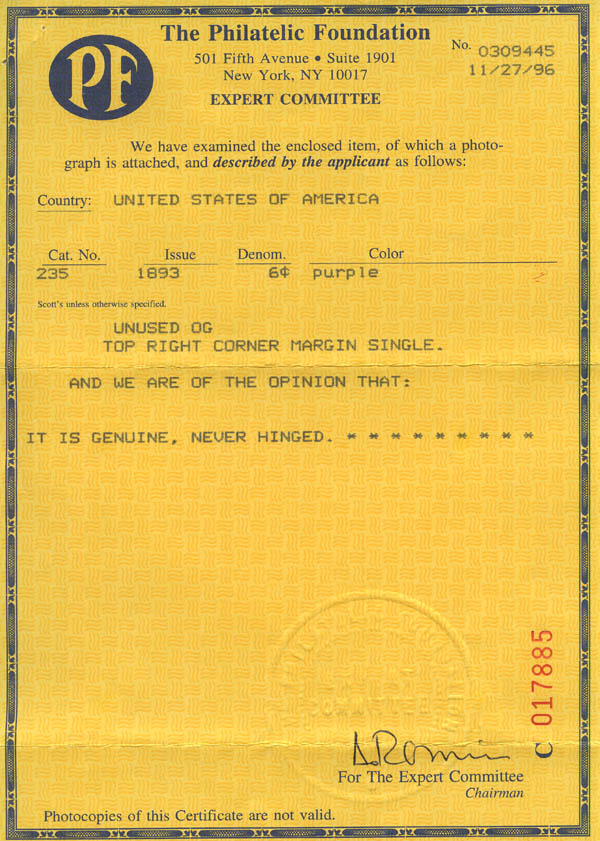 PF
The Philatelic Foundation
501 Fifth Avenue • Suite 1901
New York, NY 10017
EXPERT COMMITTEE
No. 0309445
11/27/96
We have examined the enclosed item, of which a photo-
graph is attached, and described by the applicant as follows:
Country: UNITED STATES OF AMERICA
Cat. No. Issue Denom. Color
235 1893 6¢ purple
Scott's unless otherwise specified.
UNUSED OG
TOP RIGHT CORNER MARGIN SINGLE.
AND WE ARE OF THE OPINION THAT:
IT IS GENUINE, NEVER HINGED. * * * * * * * * *
C 017885
For The Expert Committee
Chairman
Photocopies of this Certificate are not valid.